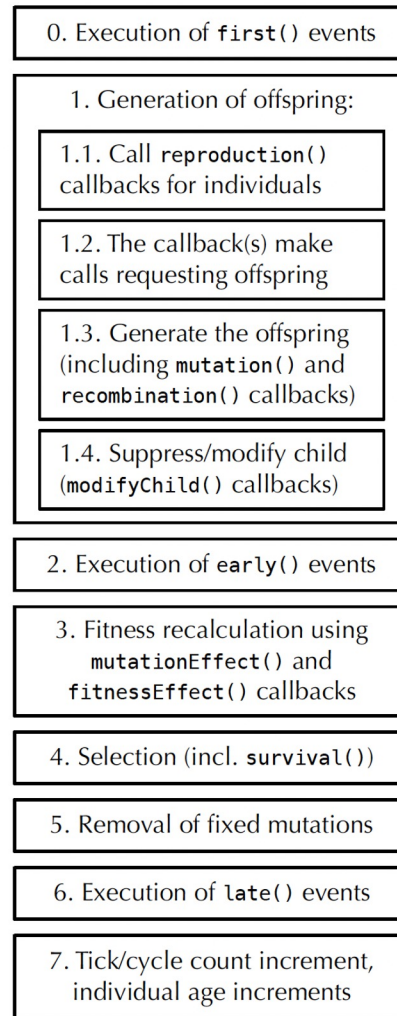 0. Execution of first() events
1. Generation of offspring:
1.1. Call reproduction()
callbacks for individuals
1.2. The callback(s) make
calls requesting offspring
1.3. Generate the offspring
(including mutation() and
recombination() callbacks)
1.4. Suppress/modify child
(modifyChild() callbacks)
2. Execution of early() events
3. Fitness recalculation using
mutationEffect() and
fitnessEffect() callbacks
4. Selection (incl. survival())
5. Removal of fixed mutations
6. Execution of late() events
7. Tick/cycle count increment,
individual age increments